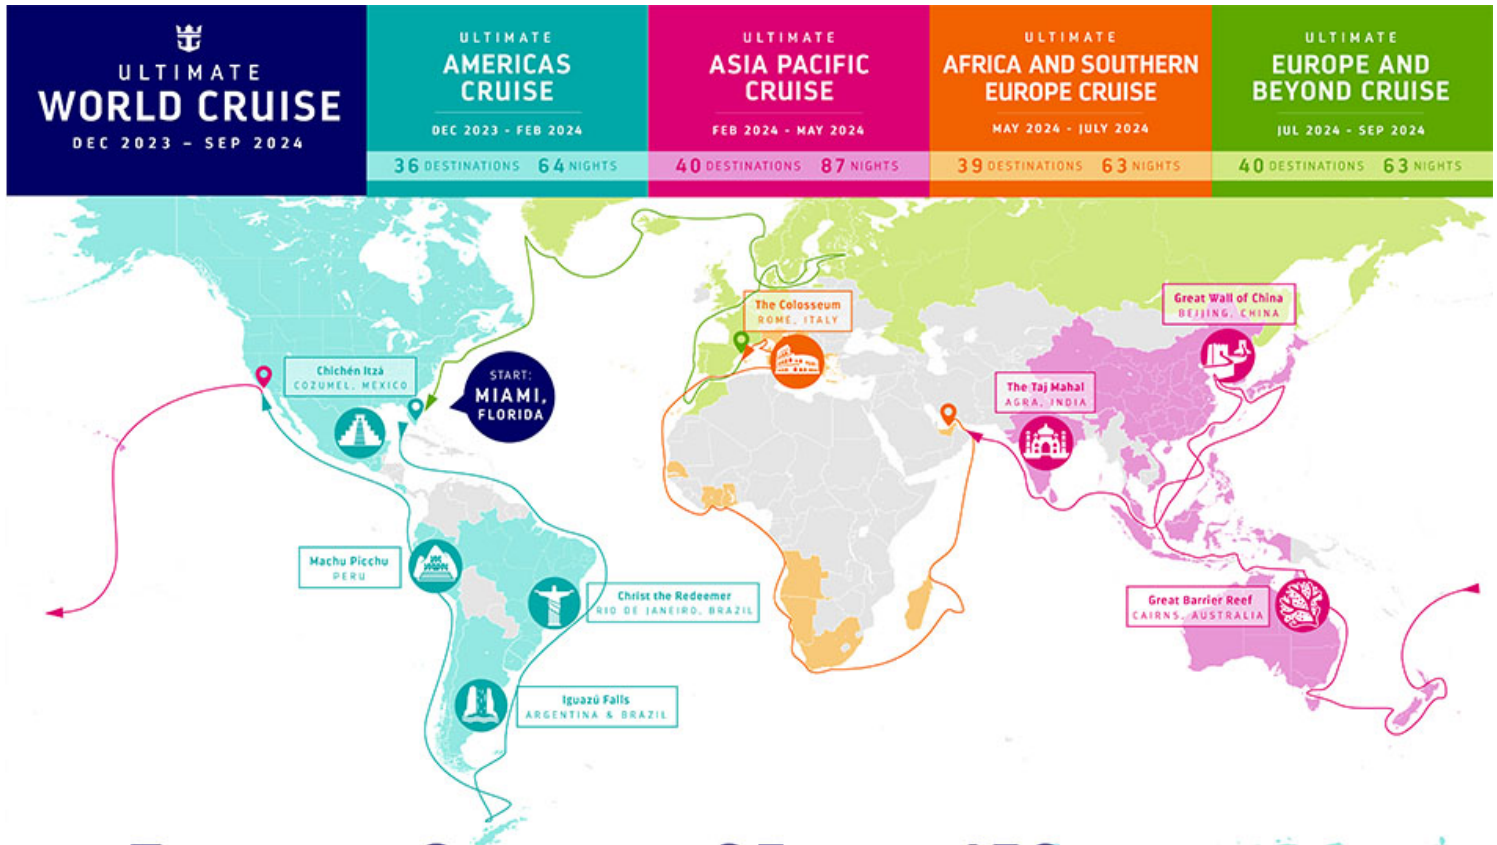 ULTIMATE
WORLD CRUISE
DEC 2023 – SEP 2024
ULTIMATE
AMERICAS
CRUISE
DEC 2023 - FEB 2024
36 DESTINATIONS 64 NIGHTS
ULTIMATE
ASIA PACIFIC
CRUISE
FEB 2024 - MAY 2024
40 DESTINATIONS 87 NIGHTS
ULTIMATE
AFRICA AND SOUTHERN
EUROPE CRUISE
MAY 2024 - JULY 2024
39 DESTINATIONS 63 NIGHTS
ULTIMATE
EUROPE AND
BEYOND CRUISE
JUL 2024 - SEP 2024
40 DESTINATIONS 63 NIGHTS
The Colosseum
ROME, ITALY
Great Wall of China
BEIJING, CHINA
Chichén Itzá
COZUMEL, MEXICO
START:
MIAMI,
FLORIDA
The Taj Mahal
AGRA, INDIA
Machu Picchu
PERU
Christ the Redeemer
RIO DE JANEIRO, BRAZIL
Great Barrier Reef
CAIRNS, AUSTRALIA
Iguazú Falls
ARGENTINA & BRAZIL